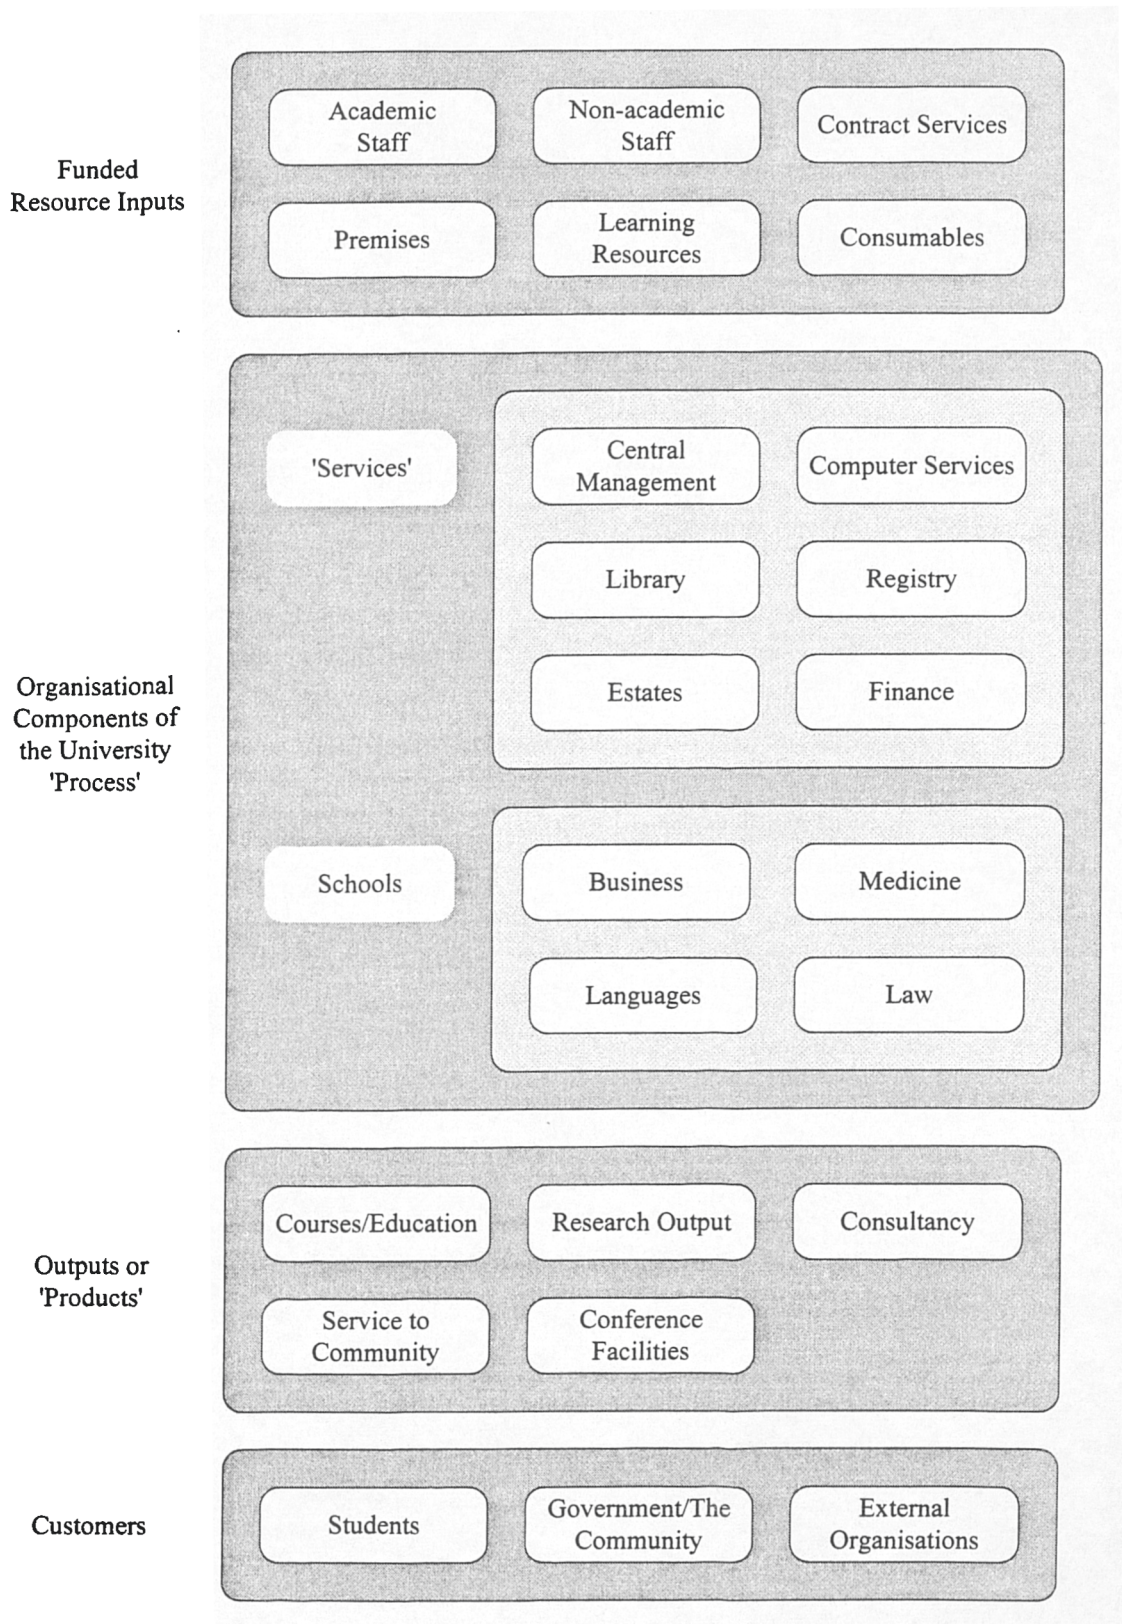 Funded
Resource Inputs
Academic
Staff
Non-academic
Staff
Contract Services
Premises
Learning
Resources
Consumables
Organisational
Components of
the University
'Process'
'Services'
Central
Management
Computer Services
Library
Registry
Estates
Finance
Schools
Business
Medicine
Languages
Law
Outputs or
'Products'
Courses/Education
Research Output
Consultancy
Service to
Community
Conference
Facilities
Customers
Students
Government/The
Community
External
Organisations